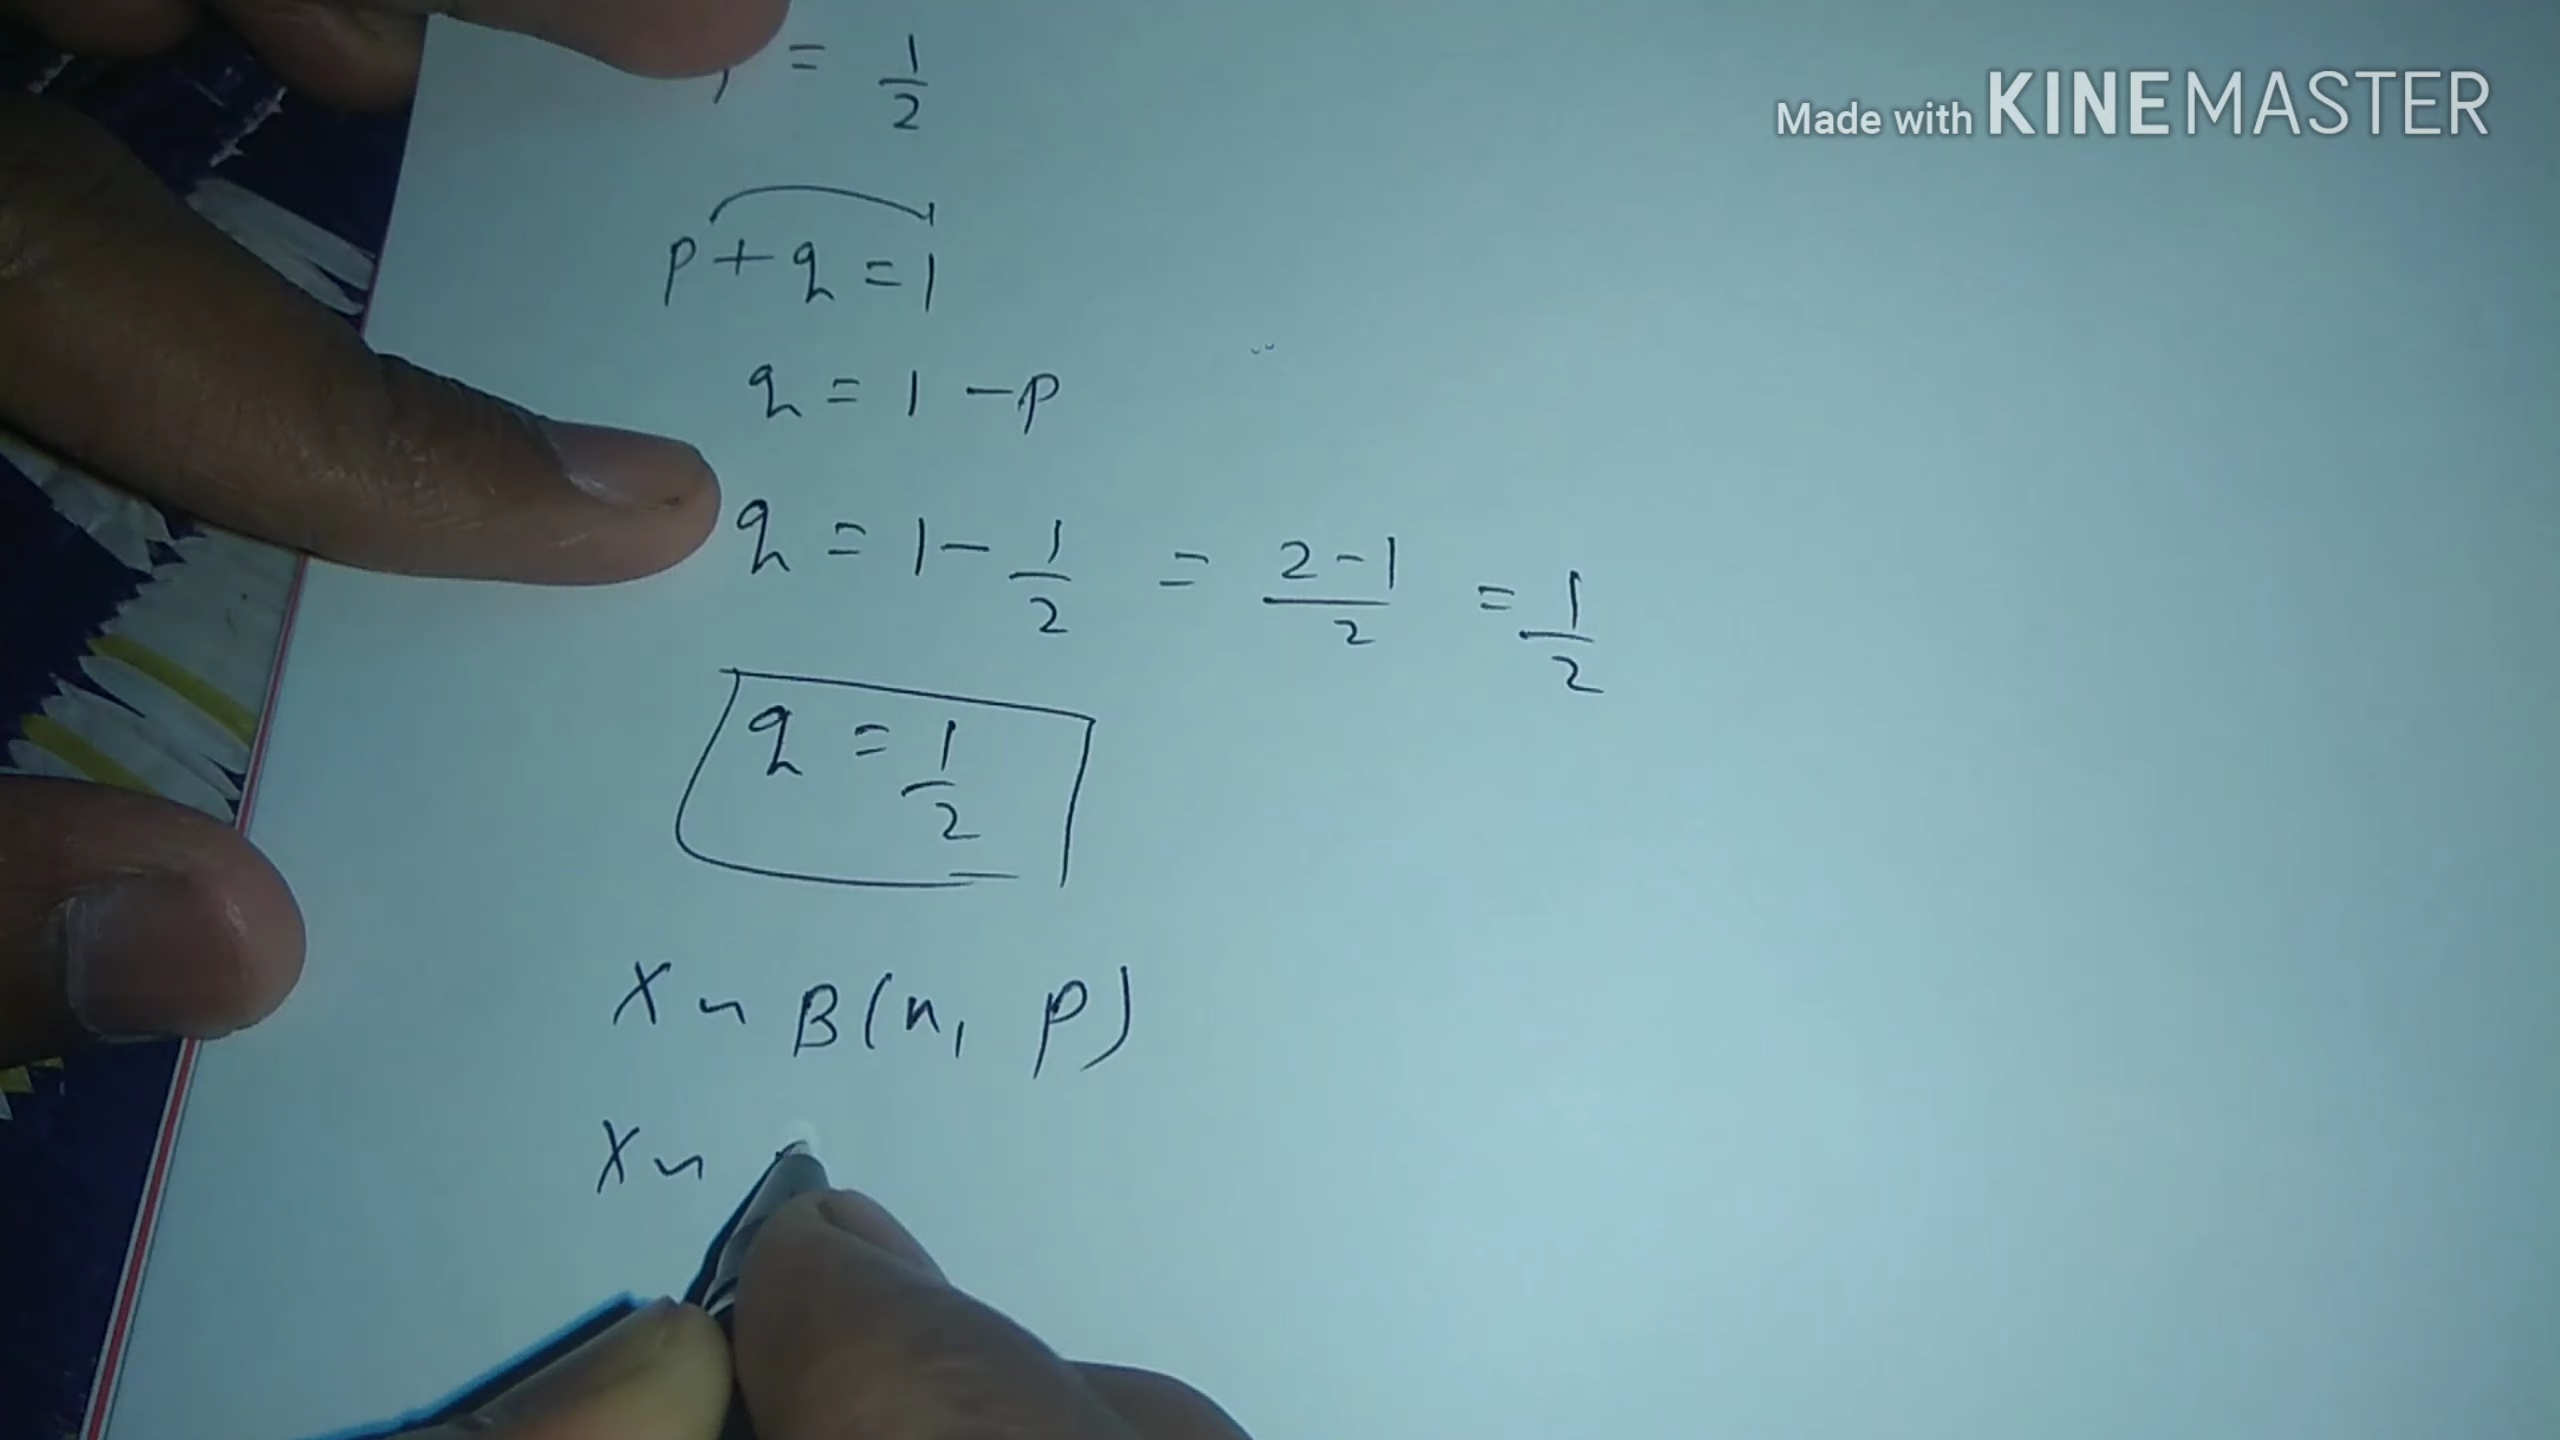 = 1/2
Made with KINEMASTER
p + q = 1
q = 1 - p
q = 1 - 1/2 = 2-1/2 = 1/2
q = 1/2
X ~ B(n, p)
X ~